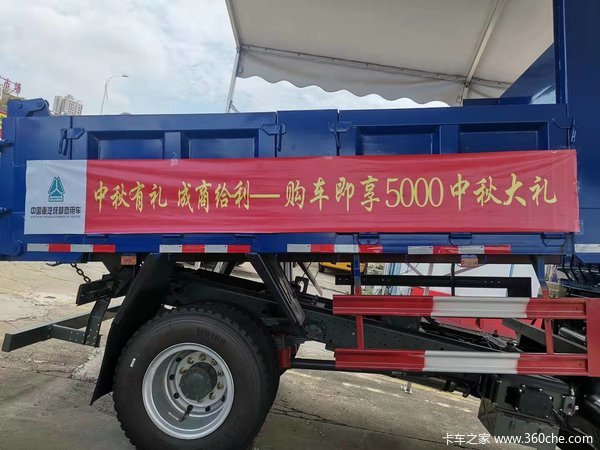 中秋有礼 成商给利—购车即享5000中秋大礼
中国重汽成都商用车
卡车之家 www.360che.com